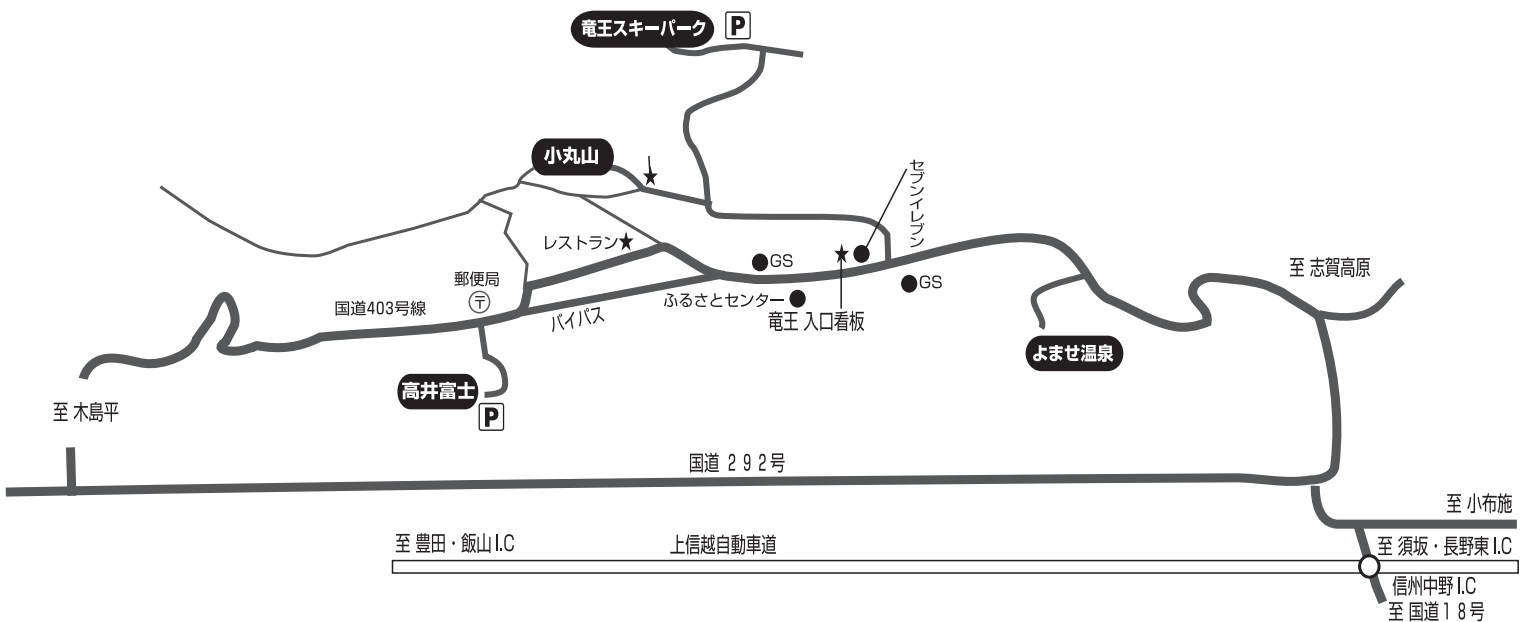 竜王スキーパーク
P
小丸山
セブンイレブン
レストラン
GS
GS
至 志賀高原
郵便局
〒
国道403号線
バイパス
ふるさとセンター
竜王 入口看板
よませ温泉
高井富士
P
至 木島平
国道 292号
至 小布施
至 豊田・飯山I.C
上信越自動車道
至 須坂・長野東I.C
信州中野I.C
至 国道18号